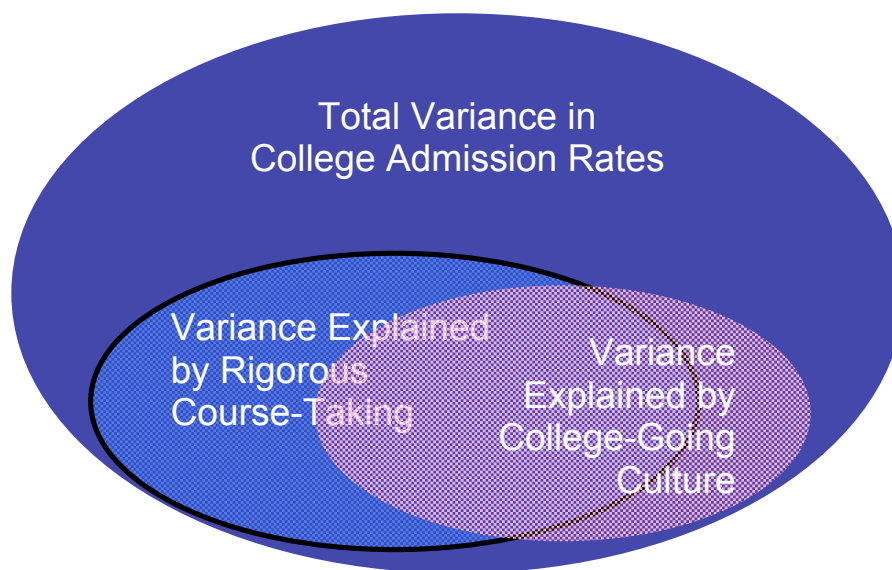 Total Variance in
College Admission Rates
Variance Explained
by Rigorous
Course-Taking
Variance
Explained by
College-Going
Culture